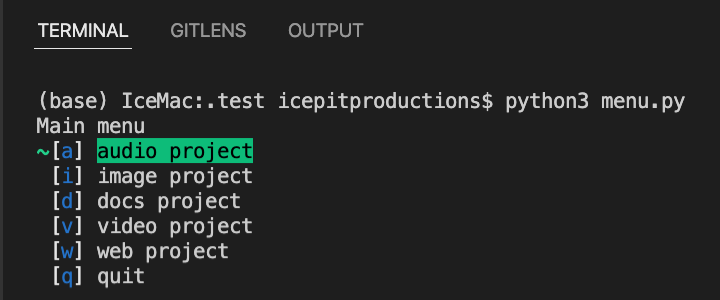 TERMINAL GITLENS OUTPUT
(base) IceMac:.test icepitproductions$ python3 menu.py
Main menu
~[a] audio project
[i] image project
[d] docs project
[v] video project
[w] web project
[q] quit